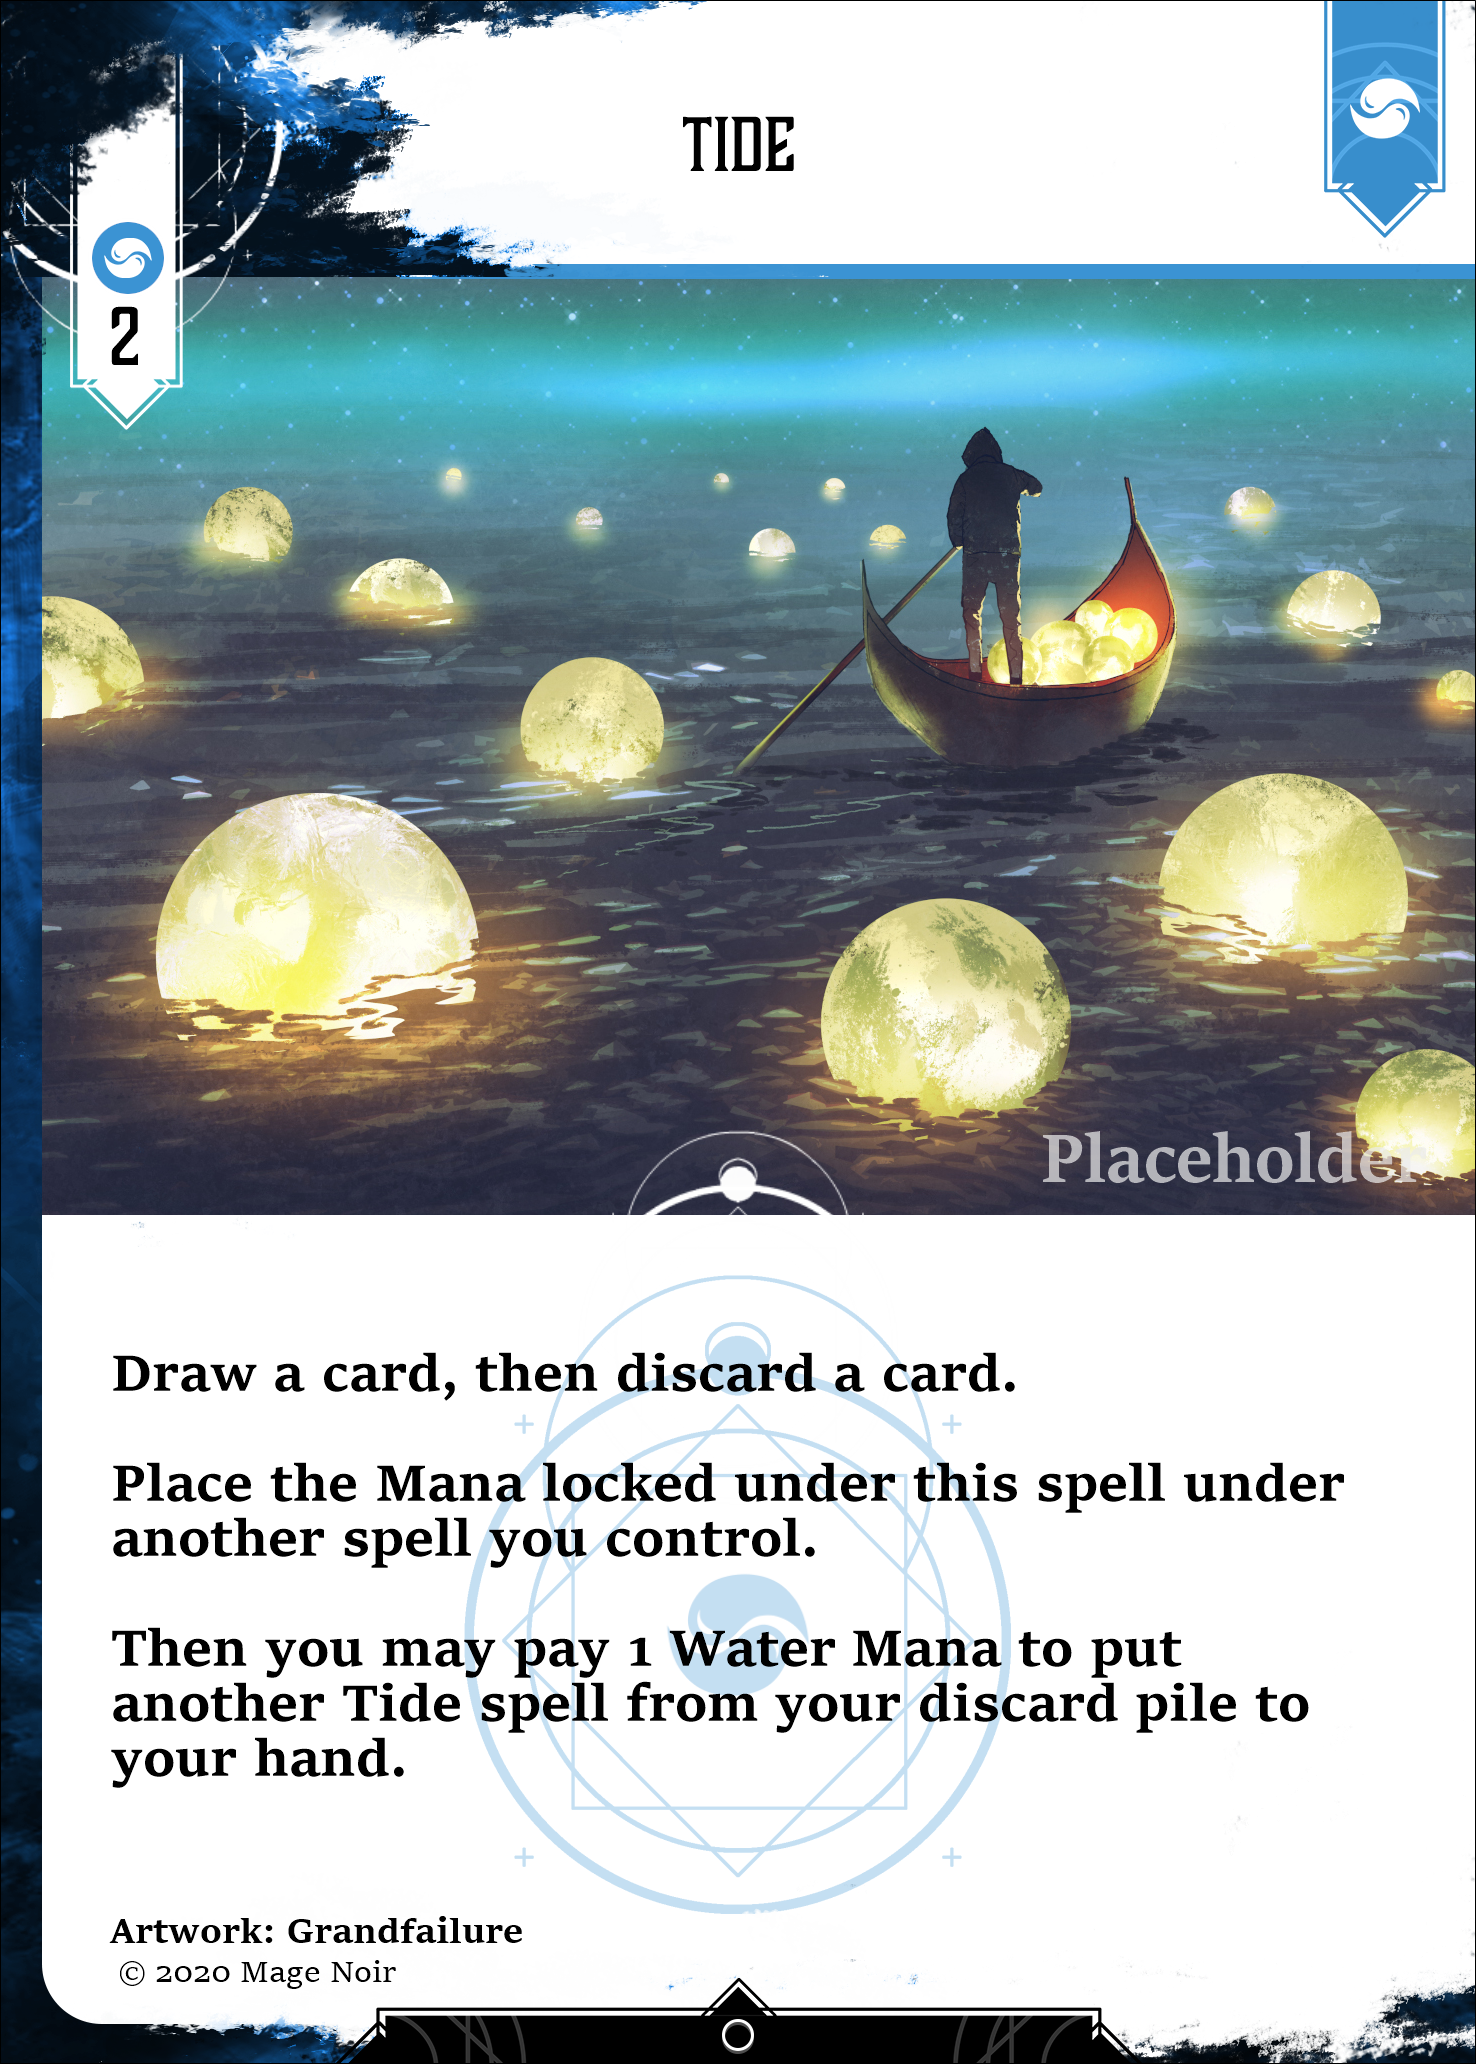 TIDE
2
Placeholder
Draw a card, then discard a card.
Place the Mana locked under this spell under
another spell you control.
Then you may pay 1 Water Mana to put
another Tide spell from your discard pile to
your hand.
Artwork: Grandfailure
© 2020 Mage Noir